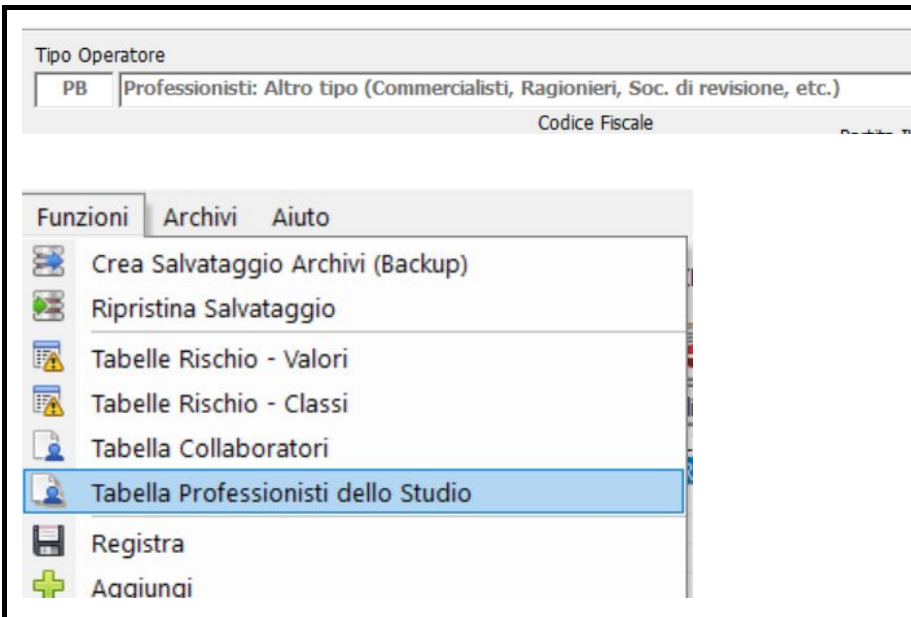 Tipo Operatore
PB Professionisti: Altro tipo (Commercialisti, Ragionieri, Soc. di revisione, etc.)
Codice Fiscale
Funzioni Archivi Aiuto
Crea Salvataggio Archivi (Backup)
Ripristina Salvataggio
Tabelle Rischio - Valori
Tabelle Rischio - Classi
Tabella Collaboratori
Tabella Professionisti dello Studio
Registra
Aggiungi